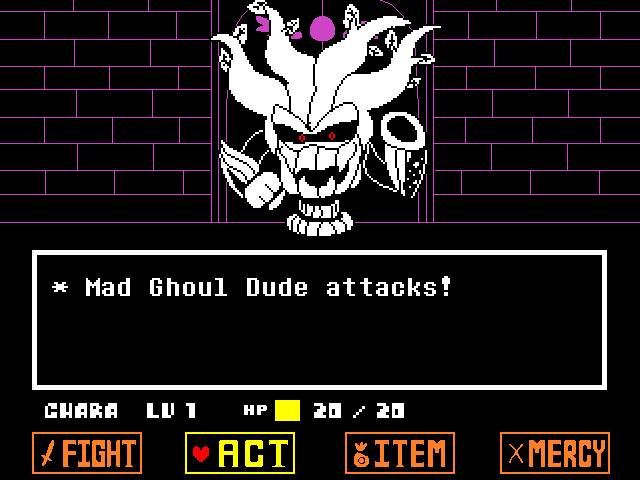 * Mad Ghoul Dude attacks!
CHARA LV 1 HP 20 / 20
FIGHT ACT ITEM MERCY